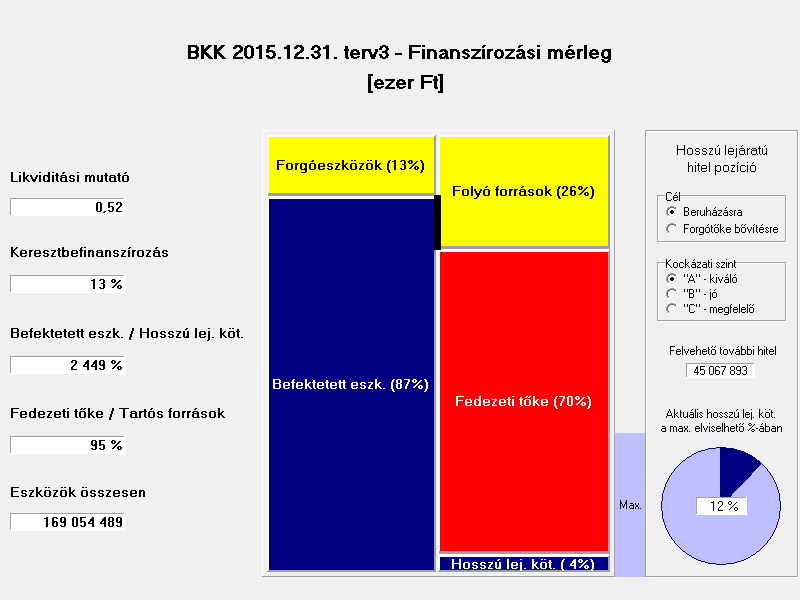 BKK 2015.12.31. terv3 - Finanszírozási mérleg
[ezer Ft]
Likviditási mutató
0,52
Keresztbefinanszírozás
13 %
Befektetett eszk. / Hosszú lej. köt.
2 449 %
Fedezeti tőke / Tartós források
95 %
Eszközök összesen
169 054 489
Forgóeszközök (13%)
Befektetett eszk. (87%)
Folyó források (26%)
Fedezeti tőke (70%)
Hosszú lej. köt. ( 4%)
Max.
Hosszú lejáratú
hitel pozíció
Cél
Beruházásra
Forgótőke bővítésre
Kockázati szint
"A" - kiváló
"B" - jó
"C" - megfelelő
Felvehető további hitel
45 067 893
Aktuális hosszú lej. köt.
a max. elviselhető %-ában
12 %